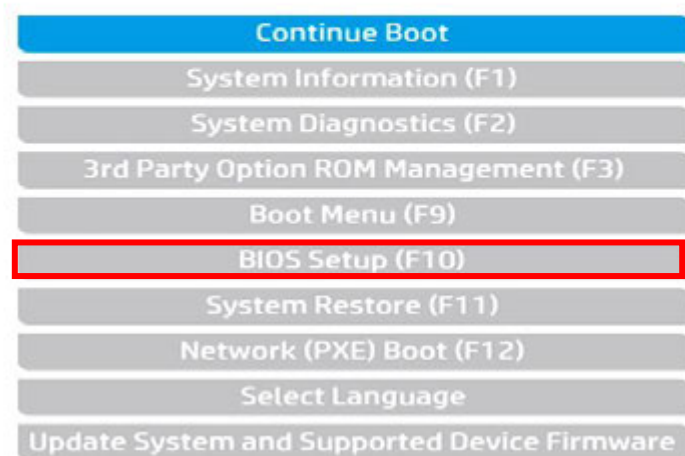 Continue Boot
System Information (F1)
System Diagnostics (F2)
3rd Party Option ROM Management (F3)
Boot Menu (F9)
BIOS Setup (F10)
System Restore (F11)
Network (PXE) Boot (F12)
Select Language
Update System and Supported Device Firmware